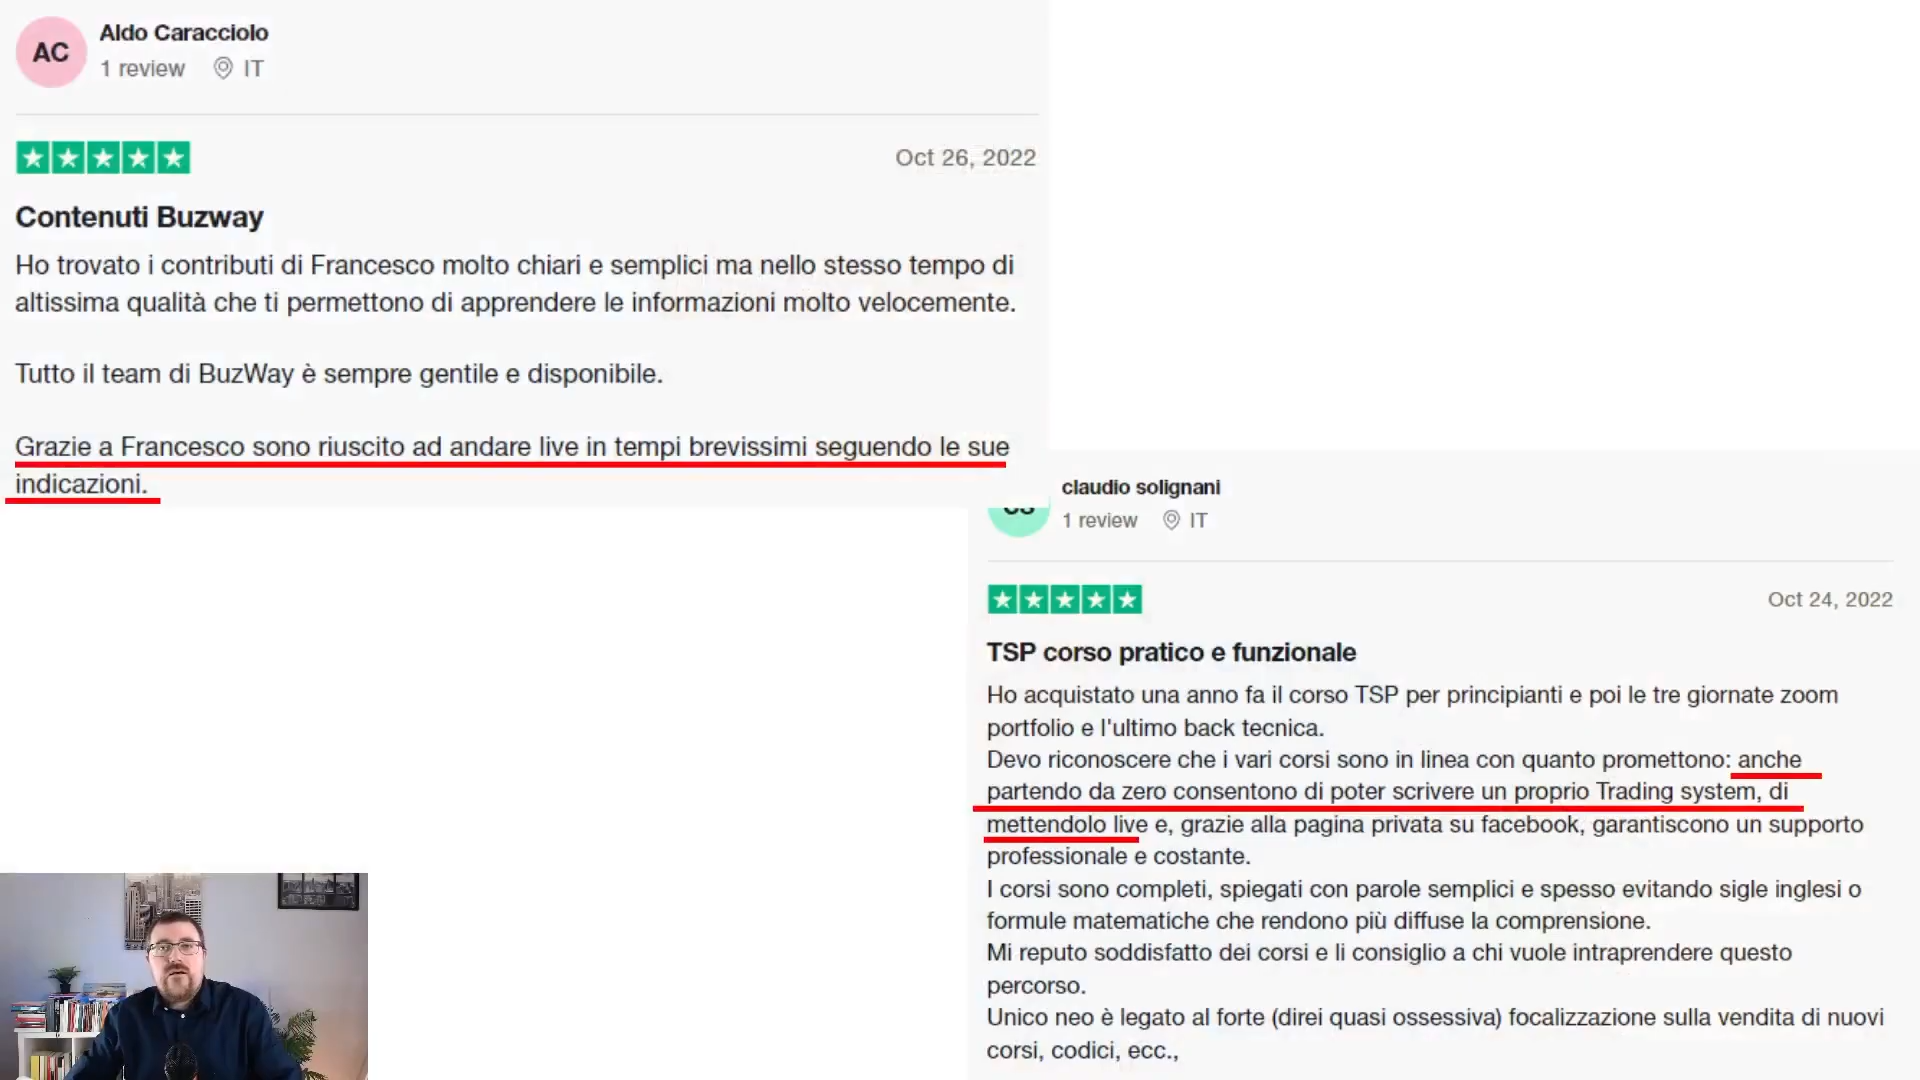 AC
Aldo Caracciolo
1 review IT
Oct 26, 2022
Contenuti Buzway
Ho trovato i contributi di Francesco molto chiari e semplici ma nello stesso tempo di
altissima qualità che ti permettono di apprendere le informazioni molto velocemente.
Tutto il team di BuzWay è sempre gentile e disponibile.
Grazie a Francesco sono riuscito ad andare live in tempi brevissimi seguendo le sue
indicazioni.
claudio solignani
1 review IT
Oct 24, 2022
TSP corso pratico e funzionale
Ho acquistato una anno fa il corso TSP per principianti e poi le tre giornate zoom
portfolio e l'ultimo back tecnica.
Devo riconoscere che i vari corsi sono in linea con quanto promettono: anche
partendo da zero consentono di poter scrivere un proprio Trading system, di
mettendolo live e, grazie alla pagina privata su facebook, garantiscono un supporto
professionale e costante.
I corsi sono completi, spiegati con parole semplici e spesso evitando sigle inglesi o
formule matematiche che rendono più diffuse la comprensione.
Mi reputo soddisfatto dei corsi e li consiglio a chi vuole intraprendere questo
percorso.
Unico neo è legato al forte (direi quasi ossessiva) focalizzazione sulla vendita di nuovi
corsi, codici, ecc.,